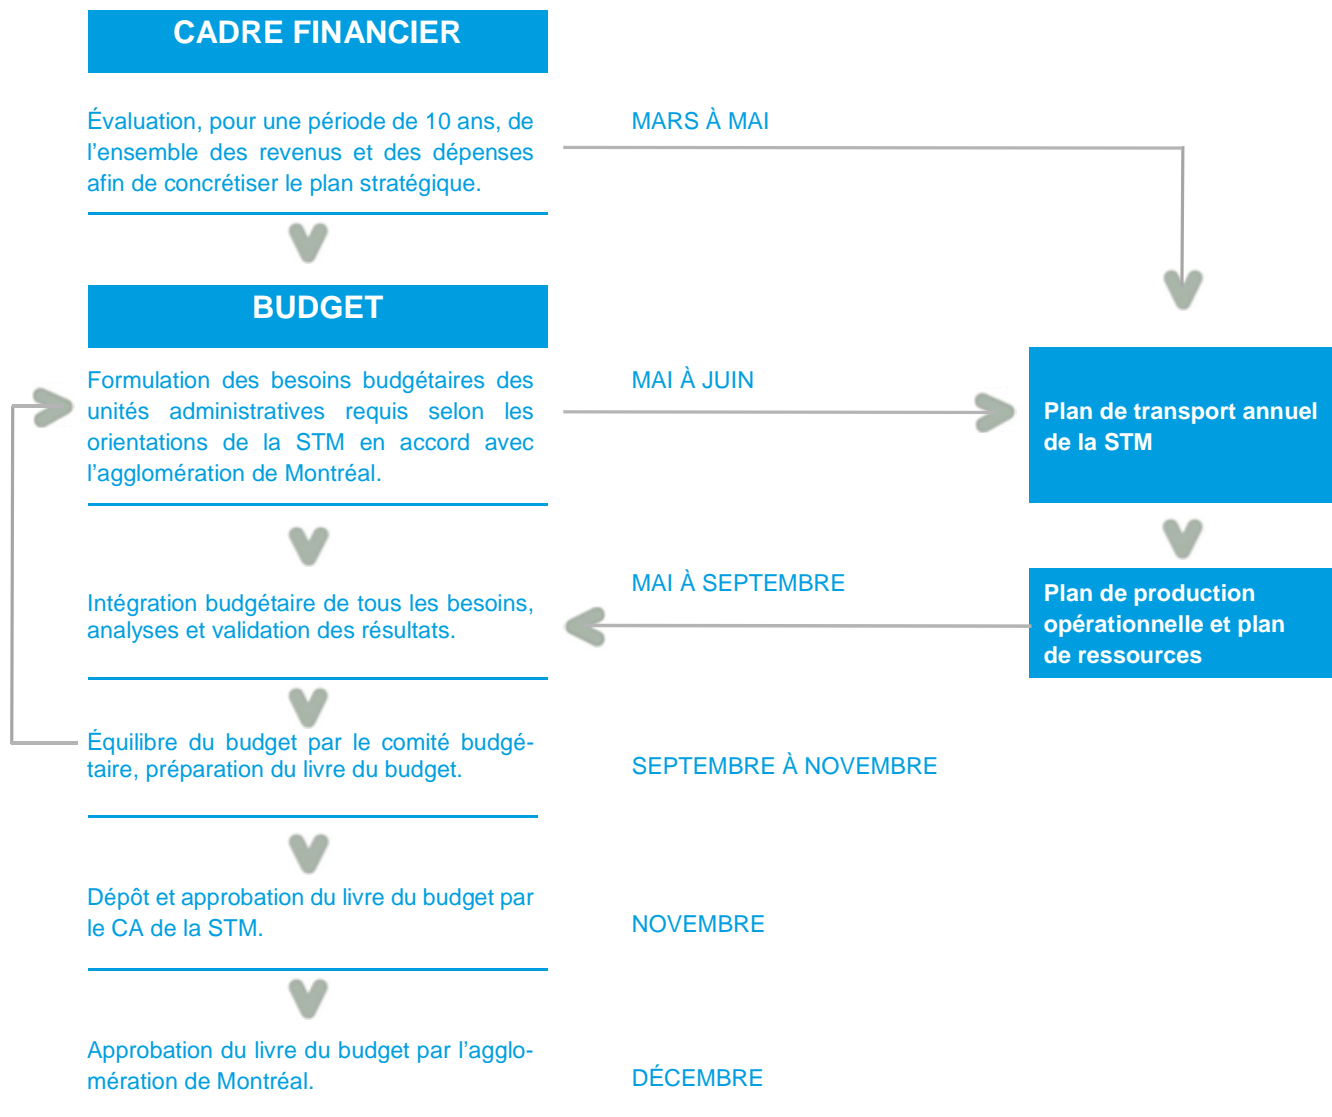 CADRE FINANCIER
Évaluation, pour une période de 10 ans, de
l’ensemble des revenus et des dépenses
afin de concrétiser le plan stratégique.
MARS À MAI
BUDGET
Formulation des besoins budgétaires des
unités administratives requis selon les
orientations de la STM en accord avec
l’agglomération de Montréal.
MAI À JUIN
Plan de transport annuel
de la STM
Intégration budgétaire de tous les besoins,
analyses et validation des résultats.
MAI À SEPTEMBRE
Plan de production
opérationnelle et plan
de ressources
Équilibre du budget par le comité budgé-
taire, préparation du livre du budget.
SEPTEMBRE À NOVEMBRE
Dépôt et approbation du livre du budget par
le CA de la STM.
NOVEMBRE
Approbation du livre du budget par l’agglo-
mération de Montréal.
DÉCEMBRE